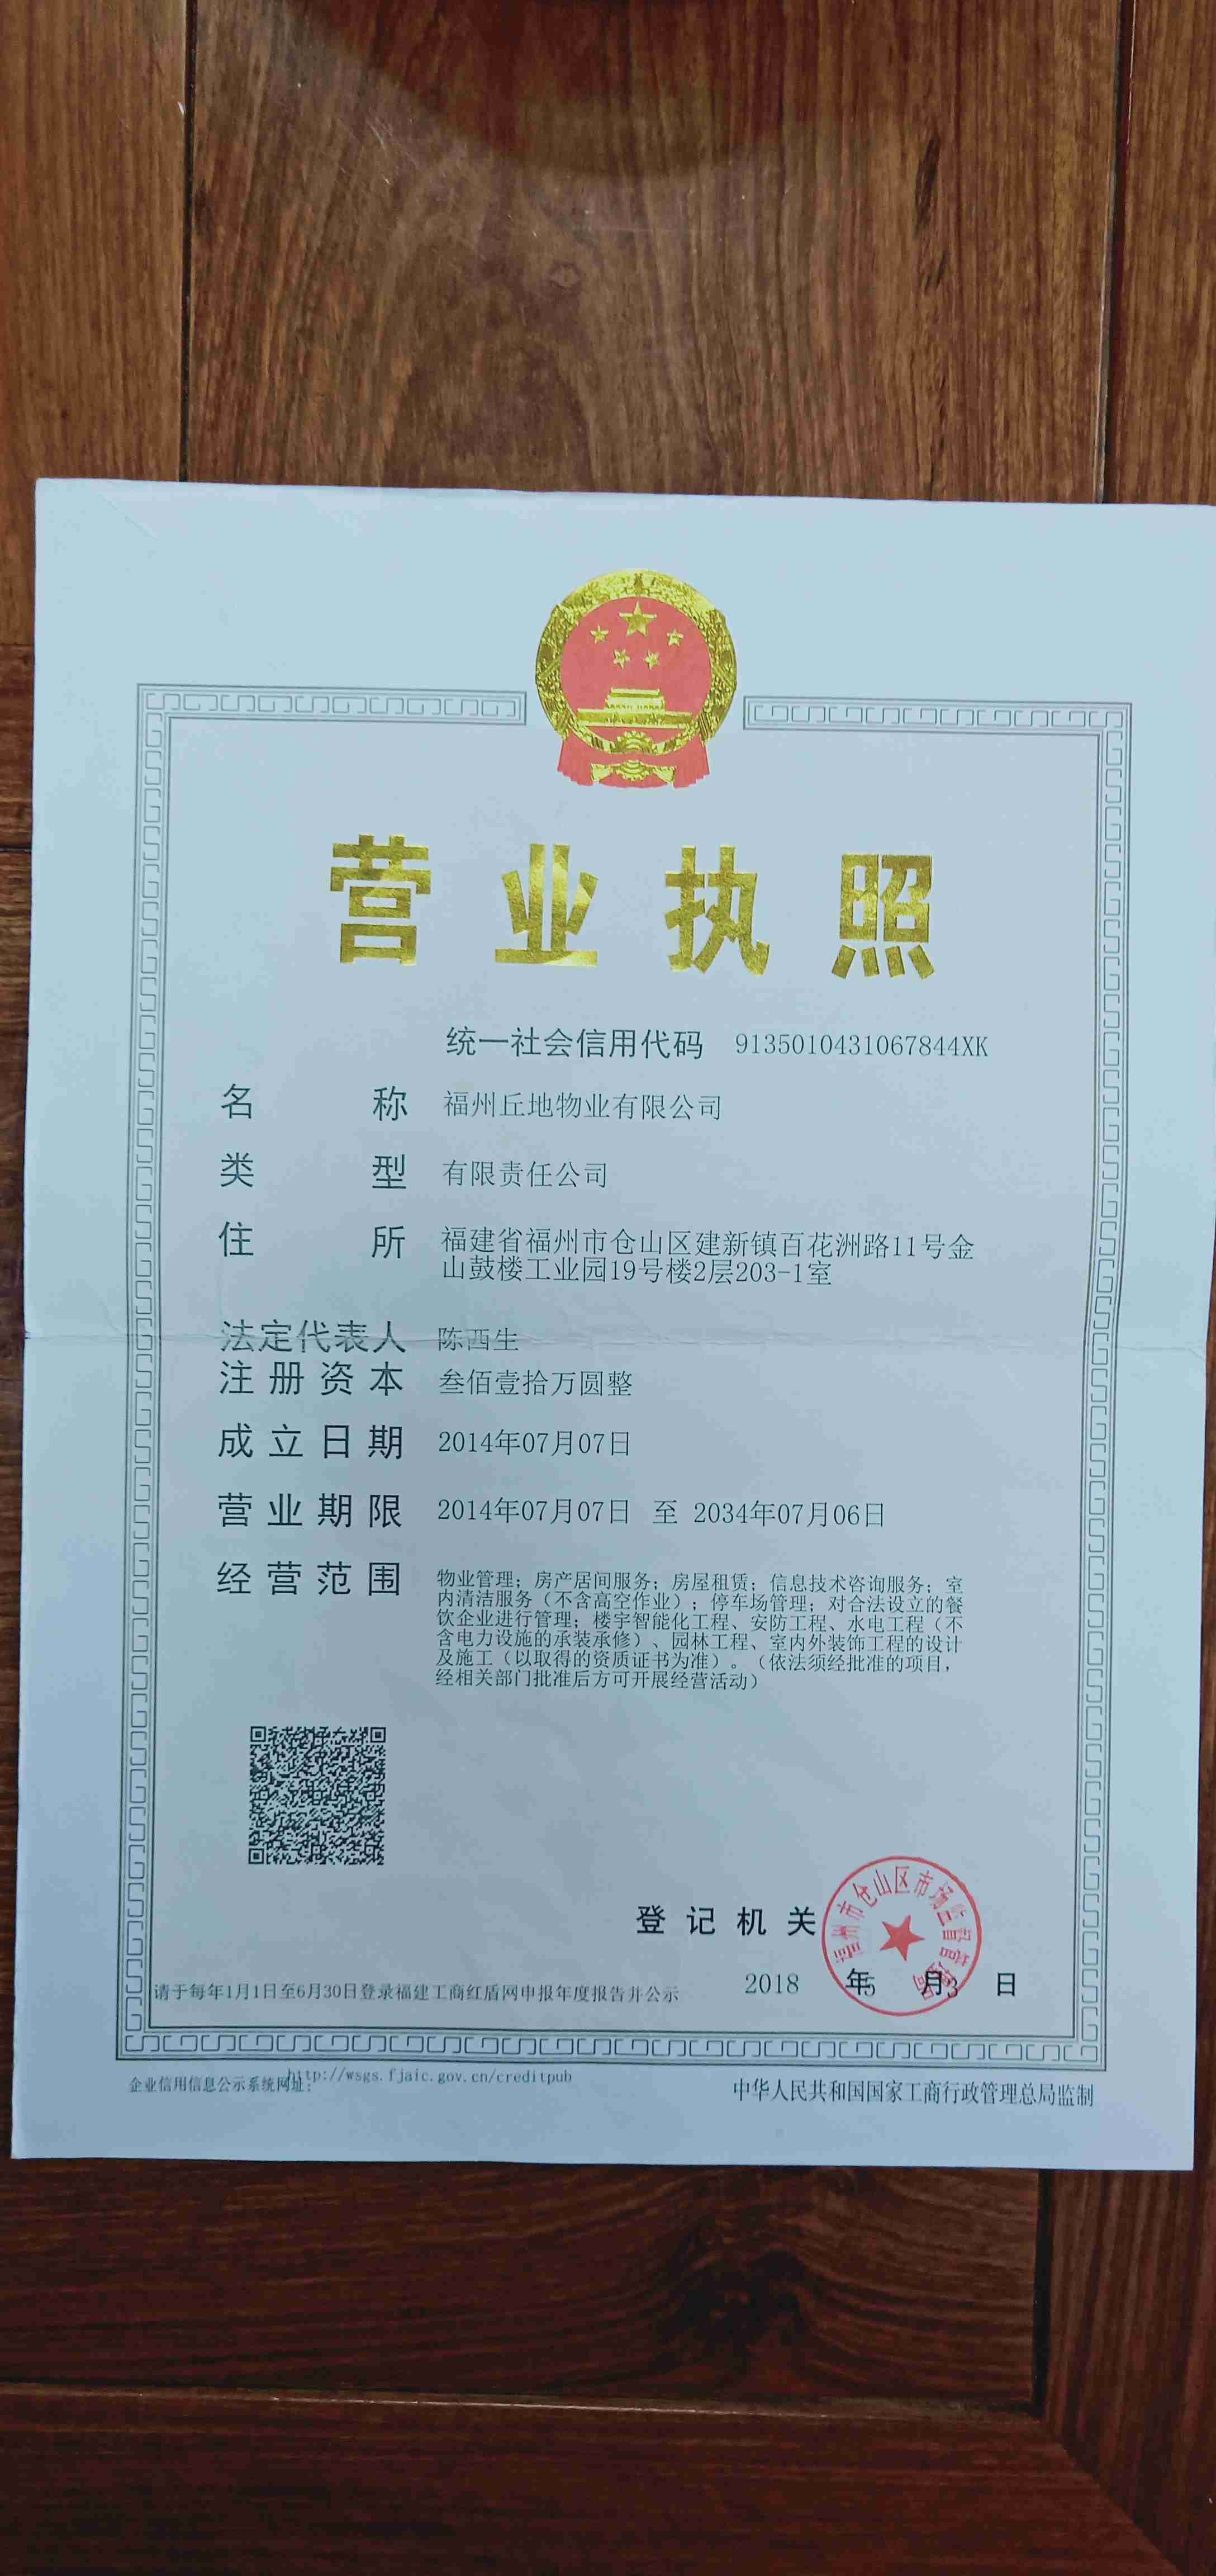 营业执照
统一社会信用代码 9135010431067844XK
名称 福州丘地物业有限公司
类型 有限责任公司
住所 福建省福州市仓山区建新镇百花洲路11号金
山鼓楼工业园19号楼2层203-1室
法定代表人 陈西生
注册资本 叁佰壹拾万圆整
成立日期 2014年07月07日
营业期限 2014年07月07日 至 2034年07月06日
经营范围 物业管理；房产居间服务；房屋租赁；信息技术咨询服务；室
内清洁服务（不含高空作业）；停车场管理；对合法设立的餐
饮企业进行管理；楼宇智能化工程、安防工程、水电工程（不
含电力设施的承装承修）、园林工程、室内外装饰工程的设计
及施工（以取得的资质证书为准）。（依法须经批准的项目，
经相关部门批准后方可开展经营活动）
登记机关
福州市仓山区市场监督管理局
2018 年5 月3 日
请于每年1月1日至6月30日登录福建工商红盾网申报年度报告并公示
企业信用信息公示系统网址：http://wsgs.fjaic.gov.cn/creditpub
中华人民共和国国家工商行政管理总局监制